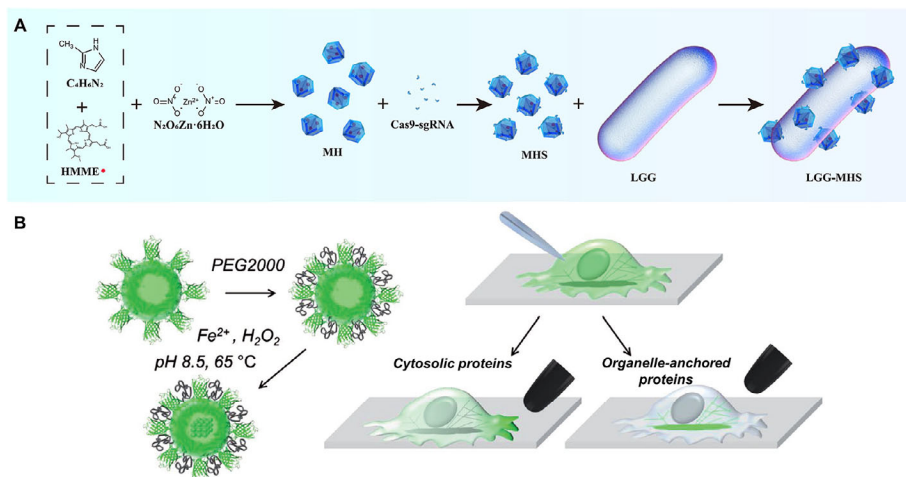 A
CH₃
H
N
N
C₄H₆N₂
+
HMME
+
O=N⁺ O⁻ Zn²⁺ O⁻ N⁺=O
O⁻ O⁻
N₂O₆Zn·6H₂O
MH
+
Cas9-sgRNA
MHS
+
LGG
LGG-MHS
B
PEG2000
Fe²⁺, H₂O₂
pH 8.5, 65 °C
Cytosolic proteins
Organelle-anchored
proteins